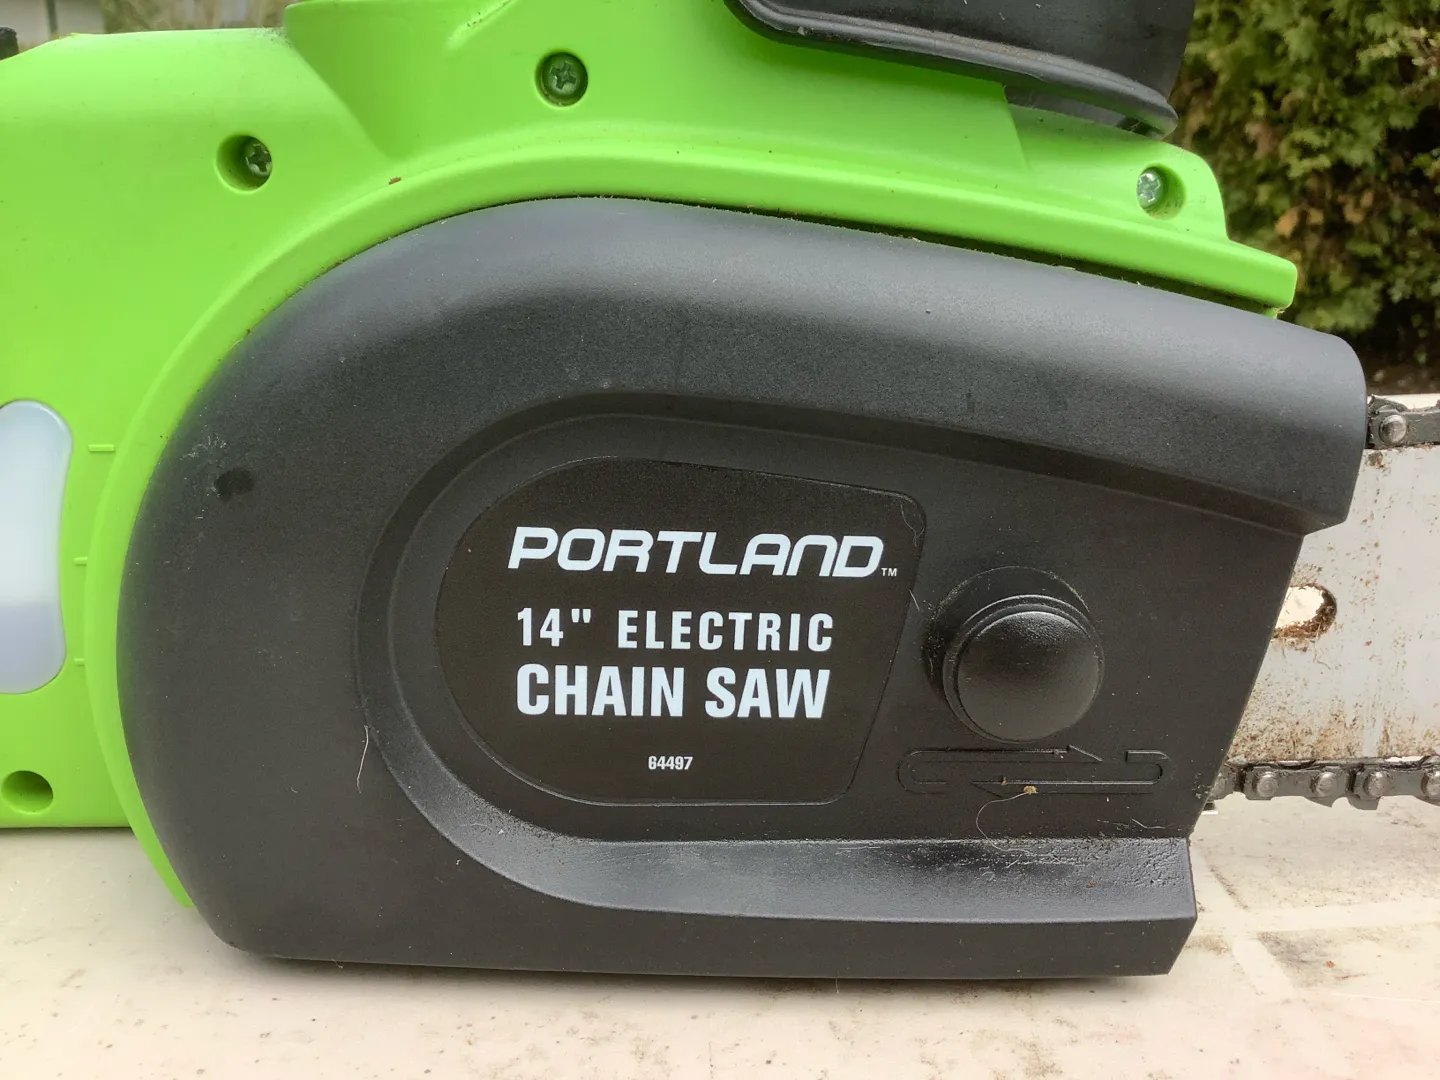 PORTLAND™
14" ELECTRIC
CHAIN SAW
64497